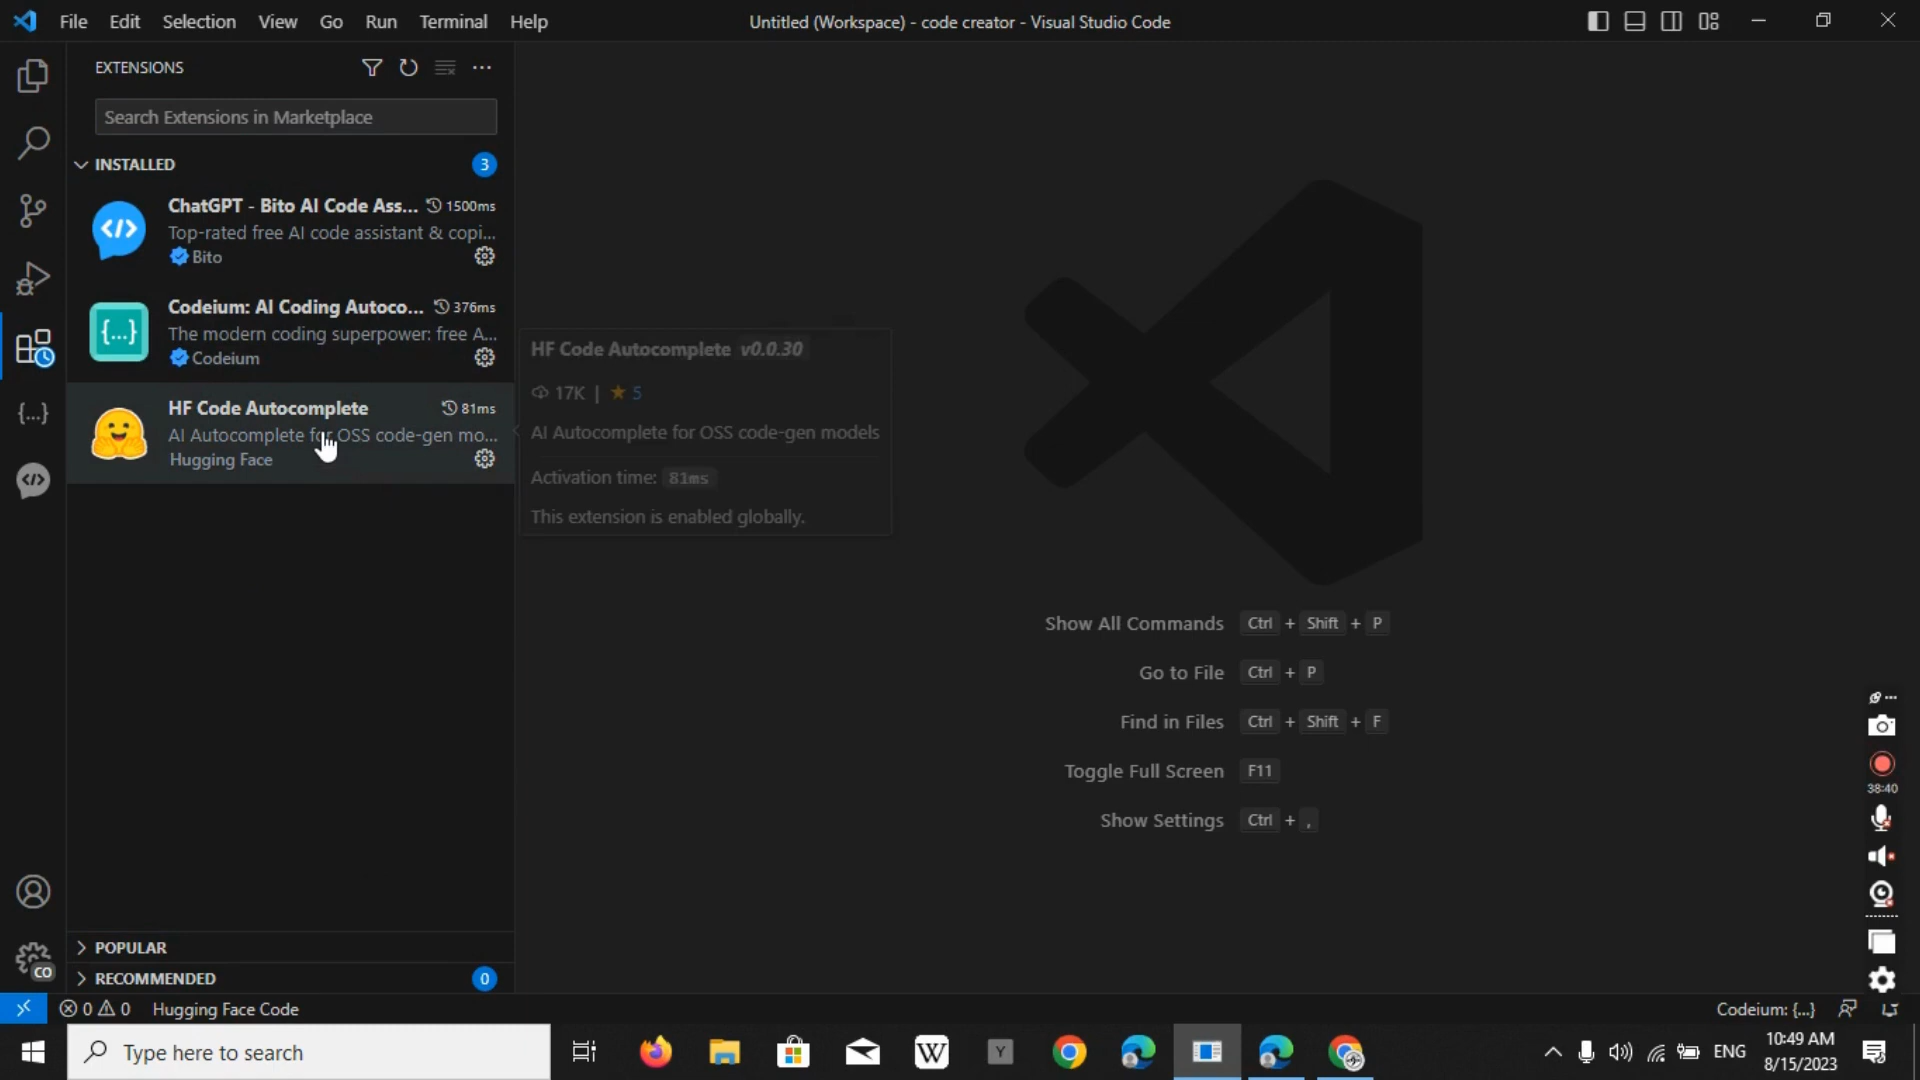 File Edit Selection View Go Run Terminal Help
Untitled (Workspace) - code creator - Visual Studio Code
EXTENSIONS
Search Extensions in Marketplace
INSTALLED 3
ChatGPT - Bito AI Code Ass... 1500ms
Top-rated free AI code assistant & copi...
Bito
Codeium: AI Coding Autoco... 376ms
The modern coding superpower: free A...
Codeium
HF Code Autocomplete 81ms
AI Autocomplete for OSS code-gen mo...
Hugging Face
HF Code Autocomplete v0.0.30
17K | 5
AI Autocomplete for OSS code-gen models
Activation time: 81ms
This extension is enabled globally.
Show All Commands Ctrl + Shift + P
Go to File Ctrl + P
Find in Files Ctrl + Shift + F
Toggle Full Screen F11
Show Settings Ctrl + ,
38:40
CO
POPULAR
RECOMMENDED 0
0 0 Hugging Face Code
Codeium: {...}
Type here to search
W
Y
ENG
10:49 AM
8/15/2023